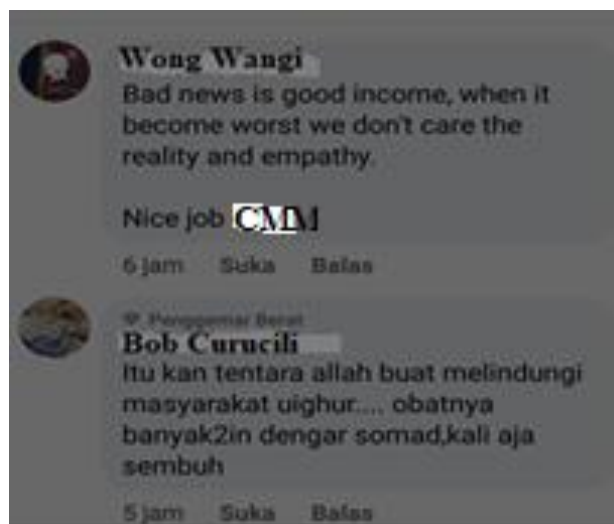 Wong Wangi
Bad news is good income, when it
become worst we don't care the
reality and empathy.
Nice job CMM
6 jam Suka Balas
Penggemar Berat
Bob Curucili
Itu kan tentara allah buat melindungi
masyarakat uighur.... obatnya
banyak2in dengar somad,kali aja
sembuh
5 jam Suka Balas